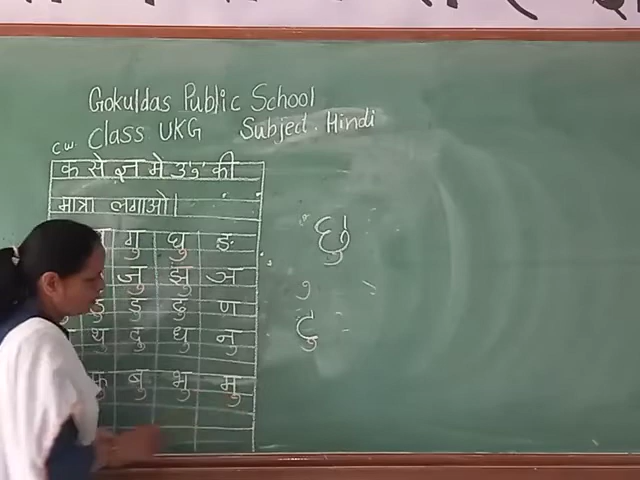 Gokuldas Public School
C.W. Class UKG Subject. Hindi
क से ज्ञ मे उ ु की
मात्रा लगाओ।
गु घु ङ
जु झु ञ
ठु डु ढु ण
थु दु धु नु
फु बु भु मु
छु
टु